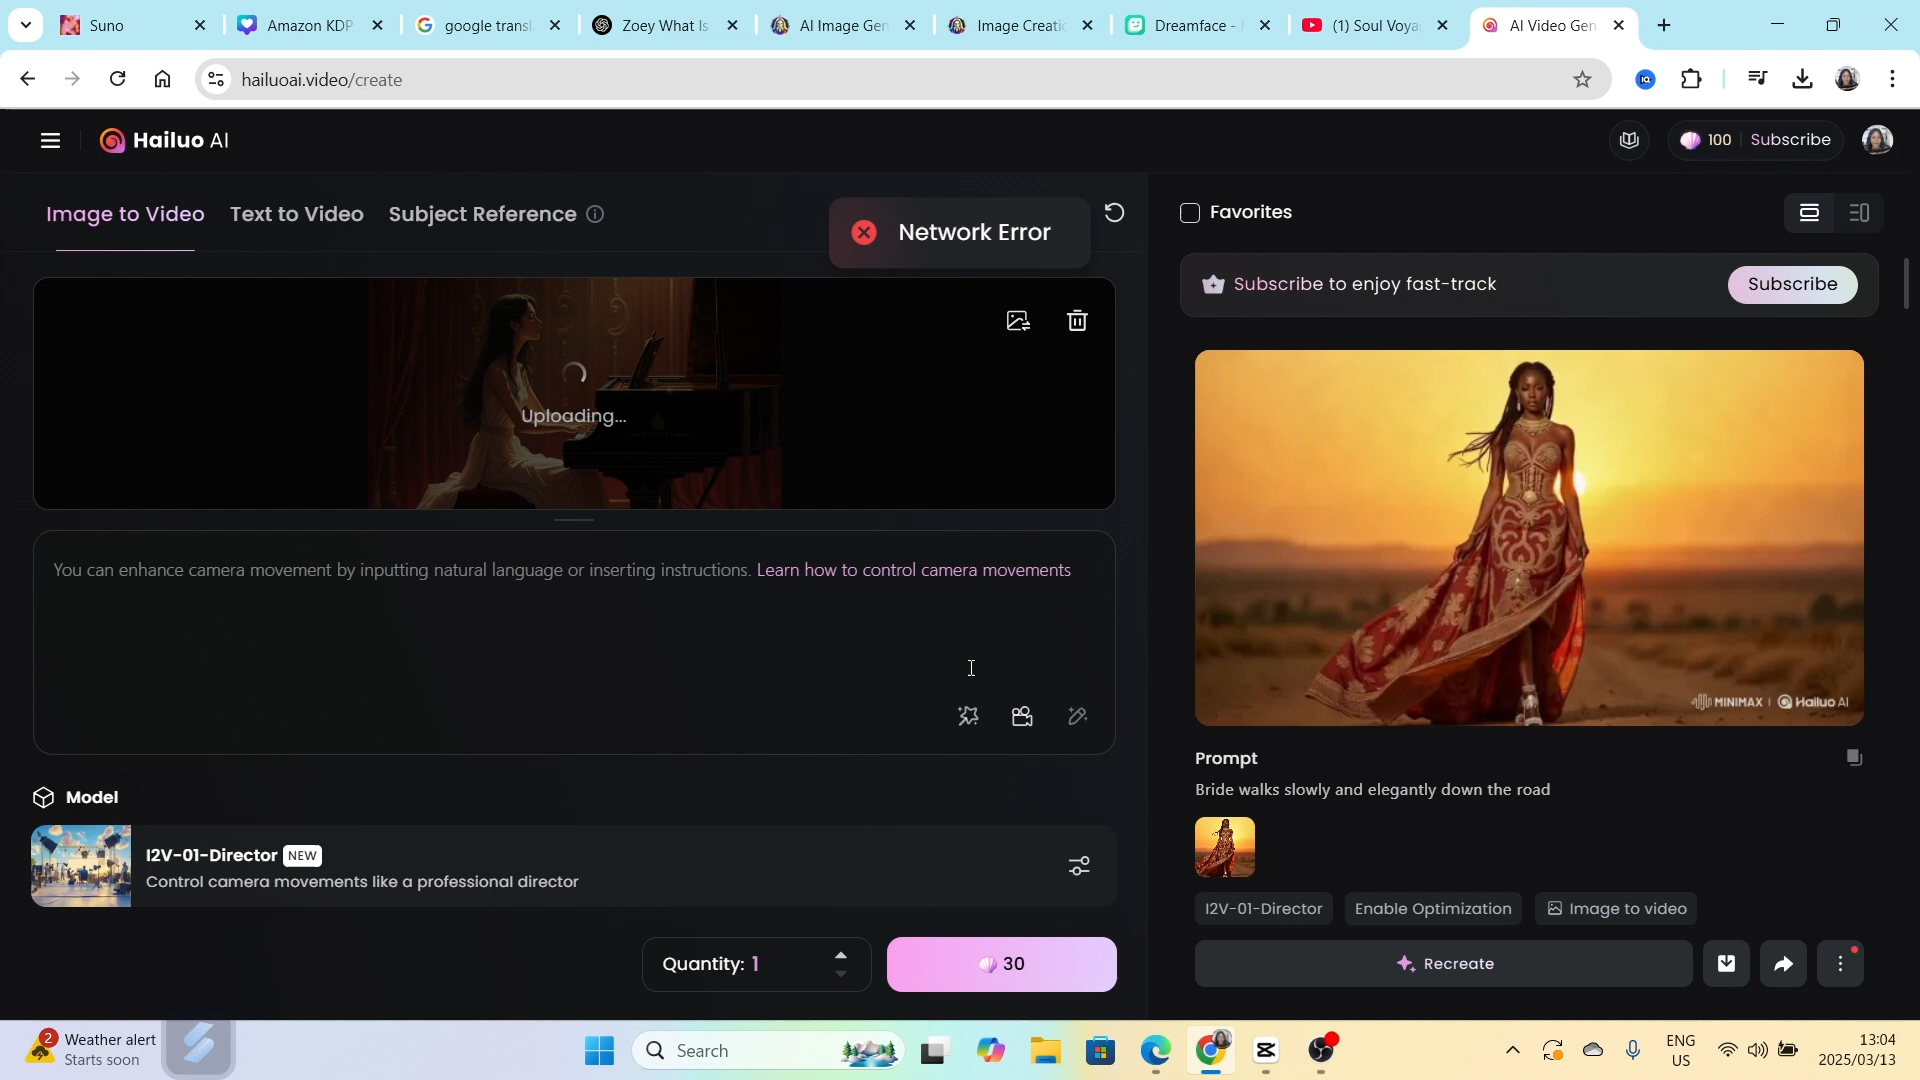 Suno
Amazon KDP
google transl
Zoey What Is
AI Image Gen
Image Creatio
Dreamface -
(1) Soul Voya
AI Video Gen
hailuoai.video/create
Hailuo AI
100 | Subscribe
Image to Video
Text to Video
Subject Reference
Network Error
Favorites
Subscribe to enjoy fast-track
Subscribe
Uploading...
You can enhance camera movement by inputting natural language or inserting instructions. Learn how to control camera movements
MINIMAX | Hailuo AI
Prompt
Bride walks slowly and elegantly down the road
Model
I2V-01-Director NEW
Control camera movements like a professional director
I2V-01-Director
Enable Optimization
Image to video
Quantity: 1
30
Recreate
2
Weather alert
Starts soon
Search
ENG
US
13:04
2025/03/13